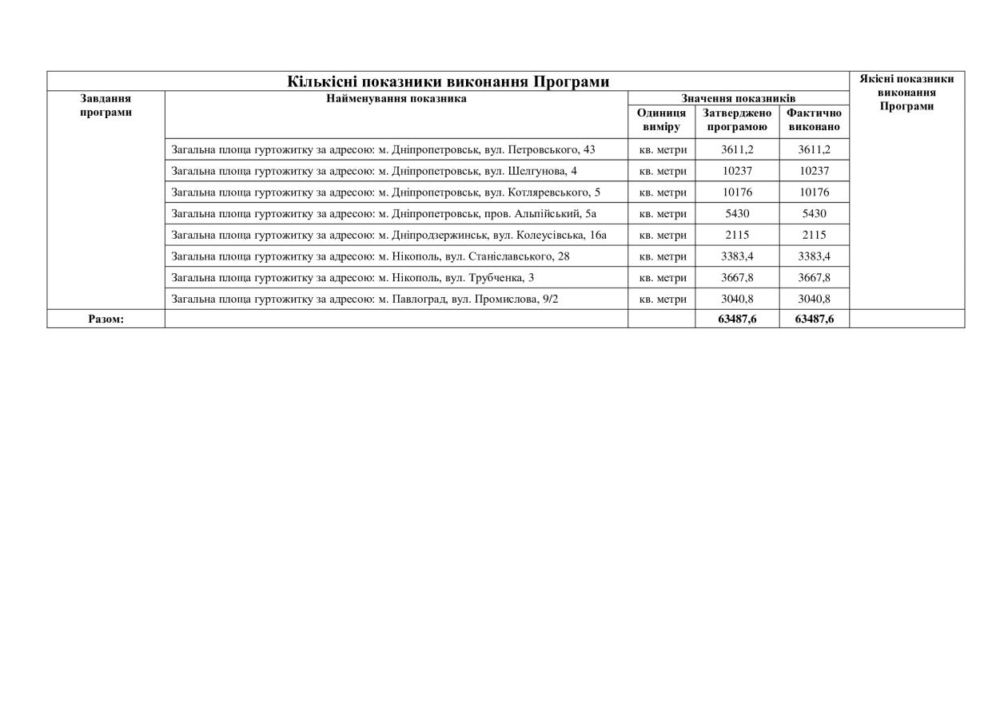 Кількісні показники виконання Програми
Якісні показники
виконання
Програми
Завдання
програми
Найменування показника
Значення показників
Одиниця
виміру
Затверджено
програмою
Фактично
виконано
Загальна площа гуртожитку за адресою: м. Дніпропетровськ, вул. Петровського, 43 кв. метри 3611,2 3611,2
Загальна площа гуртожитку за адресою: м. Дніпропетровськ, вул. Шелгунова, 4 кв. метри 10237 10237
Загальна площа гуртожитку за адресою: м. Дніпропетровськ, вул. Котляревського, 5 кв. метри 10176 10176
Загальна площа гуртожитку за адресою: м. Дніпропетровськ, пров. Альпійський, 5а кв. метри 5430 5430
Загальна площа гуртожитку за адресою: м. Дніпродзержинськ, вул. Колеусівська, 16а кв. метри 2115 2115
Загальна площа гуртожитку за адресою: м. Нікополь, вул. Станіславського, 28 кв. метри 3383,4 3383,4
Загальна площа гуртожитку за адресою: м. Нікополь, вул. Трубченка, 3 кв. метри 3667,8 3667,8
Загальна площа гуртожитку за адресою: м. Павлоград, вул. Промислова, 9/2 кв. метри 3040,8 3040,8
Разом: 63487,6 63487,6